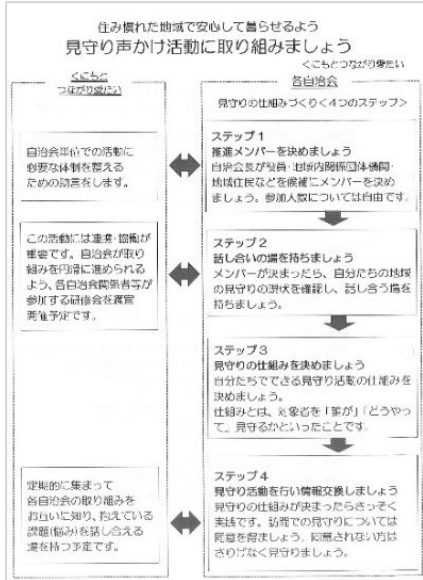 住み慣れた地域で安心して暮らせるよう
見守り声かけ活動に取り組みましょう
くにもとつながり愛たい
くにもと
つながり愛たい
自治会単位での活動に
必要な体制を整える
ための助言をします。
この活動には連携・協働が
重要です。自治会が取り
組みを円滑に進められる
よう、各自治会関係者等が
参加する研修会を適宜
開催予定です。
定期的に集まって
各自治会の取り組みを
お互いに知り、抱えている
課題(悩み)を話し合える
場を持つ予定です。
各自治会
見守りの仕組みづくり<4つのステップ>
ステップ1
推進メンバーを決めましょう
自治会長が役員・地域内関係団体機関・
地域住民などを候補にメンバーを決め
ましょう。参加人数については自由です。
ステップ2
話し合いの場を持ちましょう
メンバーが決まったら、自分たちの地域
の見守りの現状を確認し、話し合う場を
持ちましょう。
ステップ3
見守りの仕組みを決めましょう
自分たちでできる見守り活動の仕組みを
決めましょう。
仕組みとは、対象者を「誰が」「どうやっ
て」見守るかといったことです。
ステップ4
見守り活動を行い情報交換しましょう
見守りの仕組みが決まったらさっそく
実践です。訪問での見守りについては
同意を得ましょう。同意されない方は
さりげなく見守りましょう。